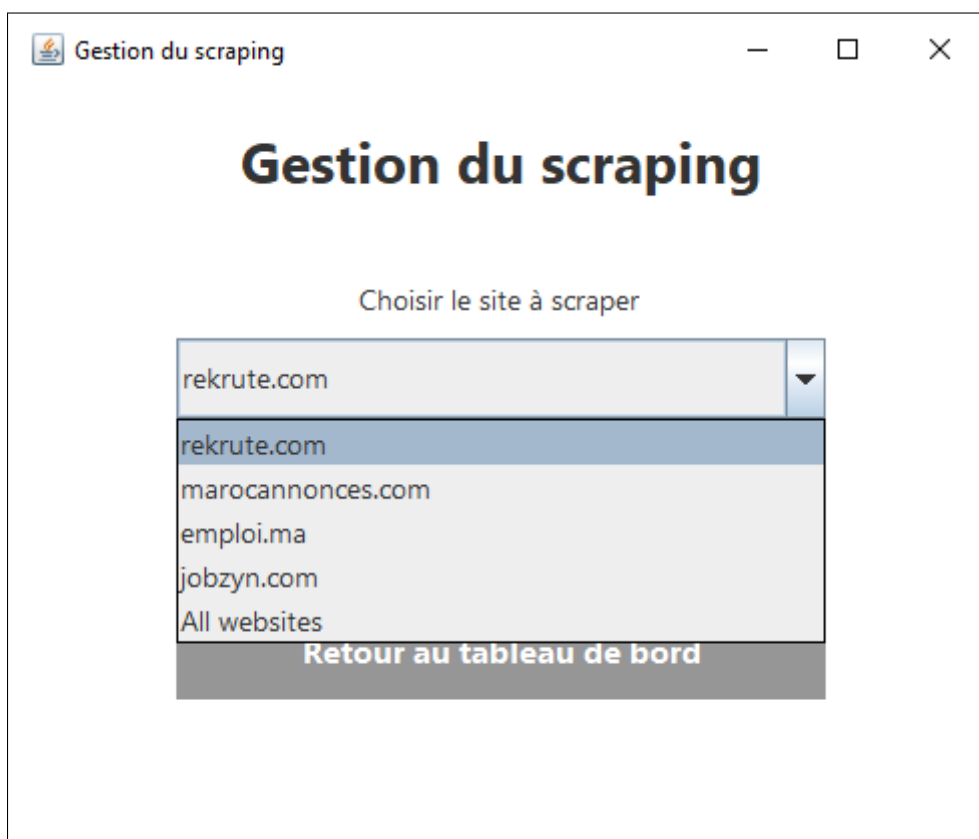 Gestion du scraping
Gestion du scraping
Choisir le site à scraper
rekrute.com
rekrute.com
marocannonces.com
emploi.ma
jobzyn.com
All websites
Retour au tableau de bord